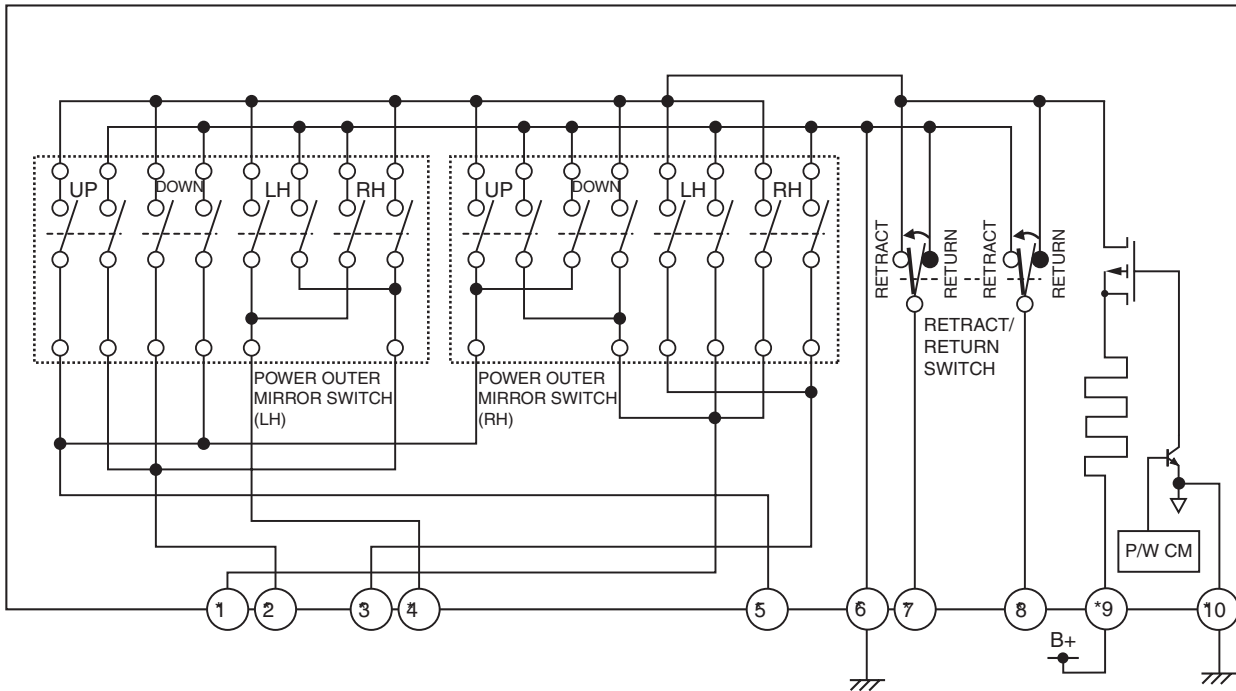 UP DOWN LH RH
UP DOWN LH RH
RETRACT
RETURN
RETRACT
RETURN
RETRACT/
RETURN
SWITCH
POWER OUTER
MIRROR SWITCH
(LH)
POWER OUTER
MIRROR SWITCH
(RH)
P/W CM
*1 *2 *3 *4 *5 *6 *7 *8 *9 *10
B+